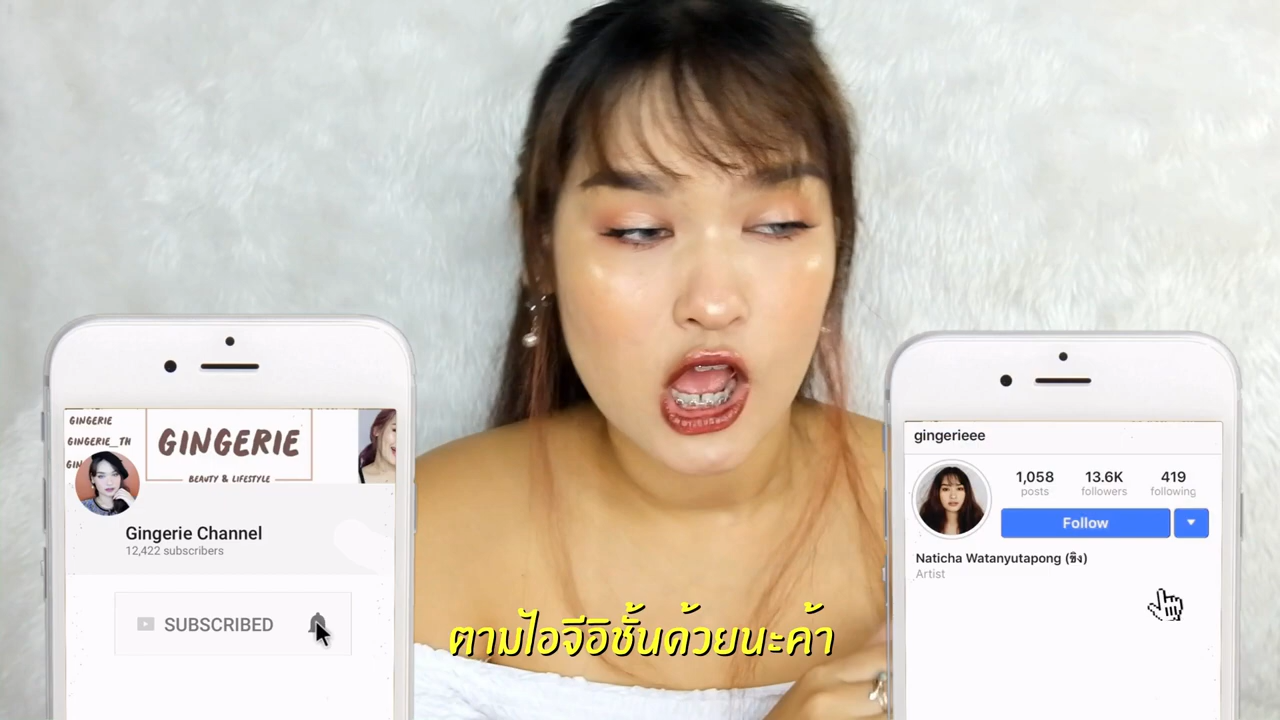 GINGERIE
GINGERIE_TH
GIN
GINGERIE
BEAUTY & LIFESTYLE
Gingerie Channel
12,422 subscribers
SUBSCRIBED
gingerieee
1,058 13.6K 419
posts followers following
Follow
Naticha Watanyutapong (ขิง)
Artist
ตามไอจีอิชั้นด้วยนะค้า